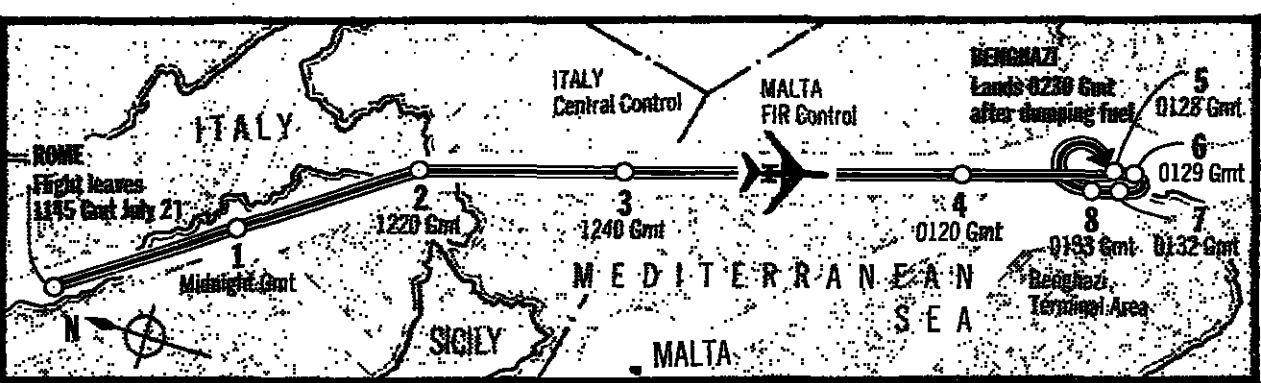 ROME
Flight leaves
1145 Gmt July 21
ITALY
1
Midnight Gmt
2
1220 Gmt
ITALY
Central Control
3
1240 Gmt
MALTA
FIR Control
4
0120 Gmt
BENGHAZI
Lands 0230 Gmt
after dumping fuel
5
0128 Gmt
6
0129 Gmt
7
0132 Gmt
8
0133 Gmt
Benghazi
Terminal Area
MEDITERRANEAN
SEA
N
SICILY
MALTA